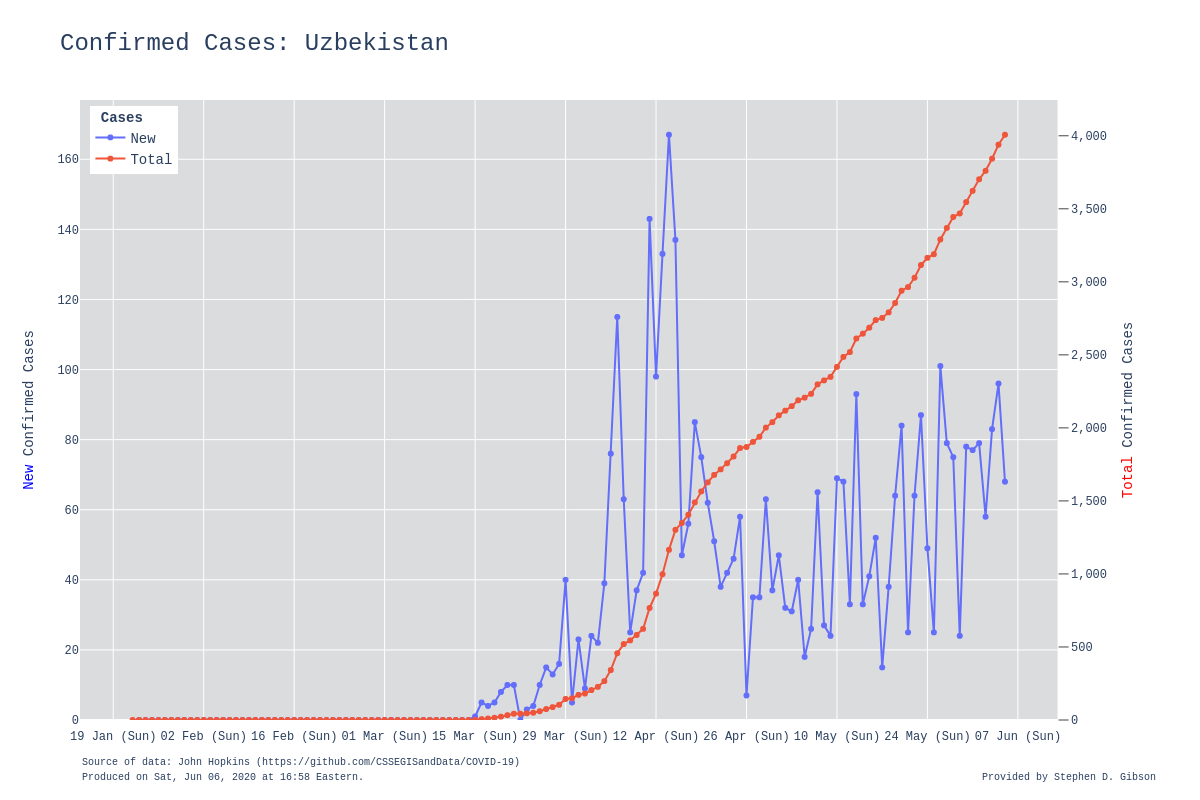 Confirmed Cases: Uzbekistan
Cases
New
Total
160
140
120
100
80
60
40
20
0
New Confirmed Cases
4,000
3,500
3,000
2,500
2,000
1,500
1,000
500
0
Total Confirmed Cases
19 Jan (Sun) 02 Feb (Sun) 16 Feb (Sun) 01 Mar (Sun) 15 Mar (Sun) 29 Mar (Sun) 12 Apr (Sun) 26 Apr (Sun) 10 May (Sun) 24 May (Sun) 07 Jun (Sun)
Source of data: John Hopkins (https://github.com/CSSEGISandData/COVID-19)
Produced on Sat, Jun 06, 2020 at 16:58 Eastern.
Provided by Stephen D. Gibson